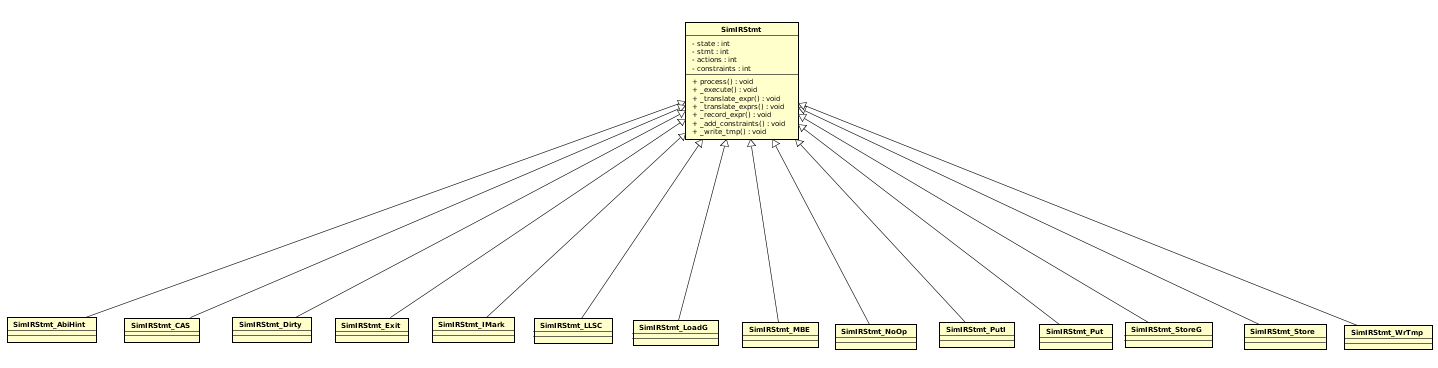 SimIRStmt
- state : int
- stmt : int
- actions : int
- constraints : int
+ process() : void
+ _execute() : void
+ _translate_expr() : void
+ _translate_exprs() : void
+ _record_expr() : void
+ _add_constraints() : void
+ _write_tmp() : void
SimIRStmt_AbiHint
SimIRStmt_CAS
SimIRStmt_Dirty
SimIRStmt_Exit
SimIRStmt_IMark
SimIRStmt_LLSC
SimIRStmt_LoadG
SimIRStmt_MBE
SimIRStmt_NoOp
SimIRStmt_PutI
SimIRStmt_Put
SimIRStmt_StoreG
SimIRStmt_Store
SimIRStmt_WrTmp